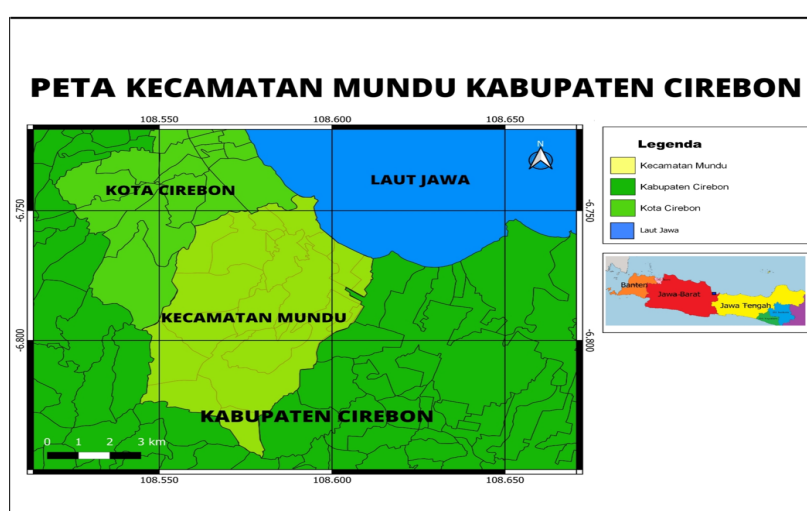 PETA KECAMATAN MUNDU KABUPATEN CIREBON
108.550 108.600 108.650
N
KOTA CIREBON
LAUT JAWA
-6.750
-6.750
KECAMATAN MUNDU
-6.800
-6.800
KABUPATEN CIREBON
0 1 2 3 km
108.550 108.600 108.650
Legenda
Kecamatan Mundu
Kabupaten Cirebon
Kota Cirebon
Laut Jawa
Banten
Jawa Barat
Jawa Tengah